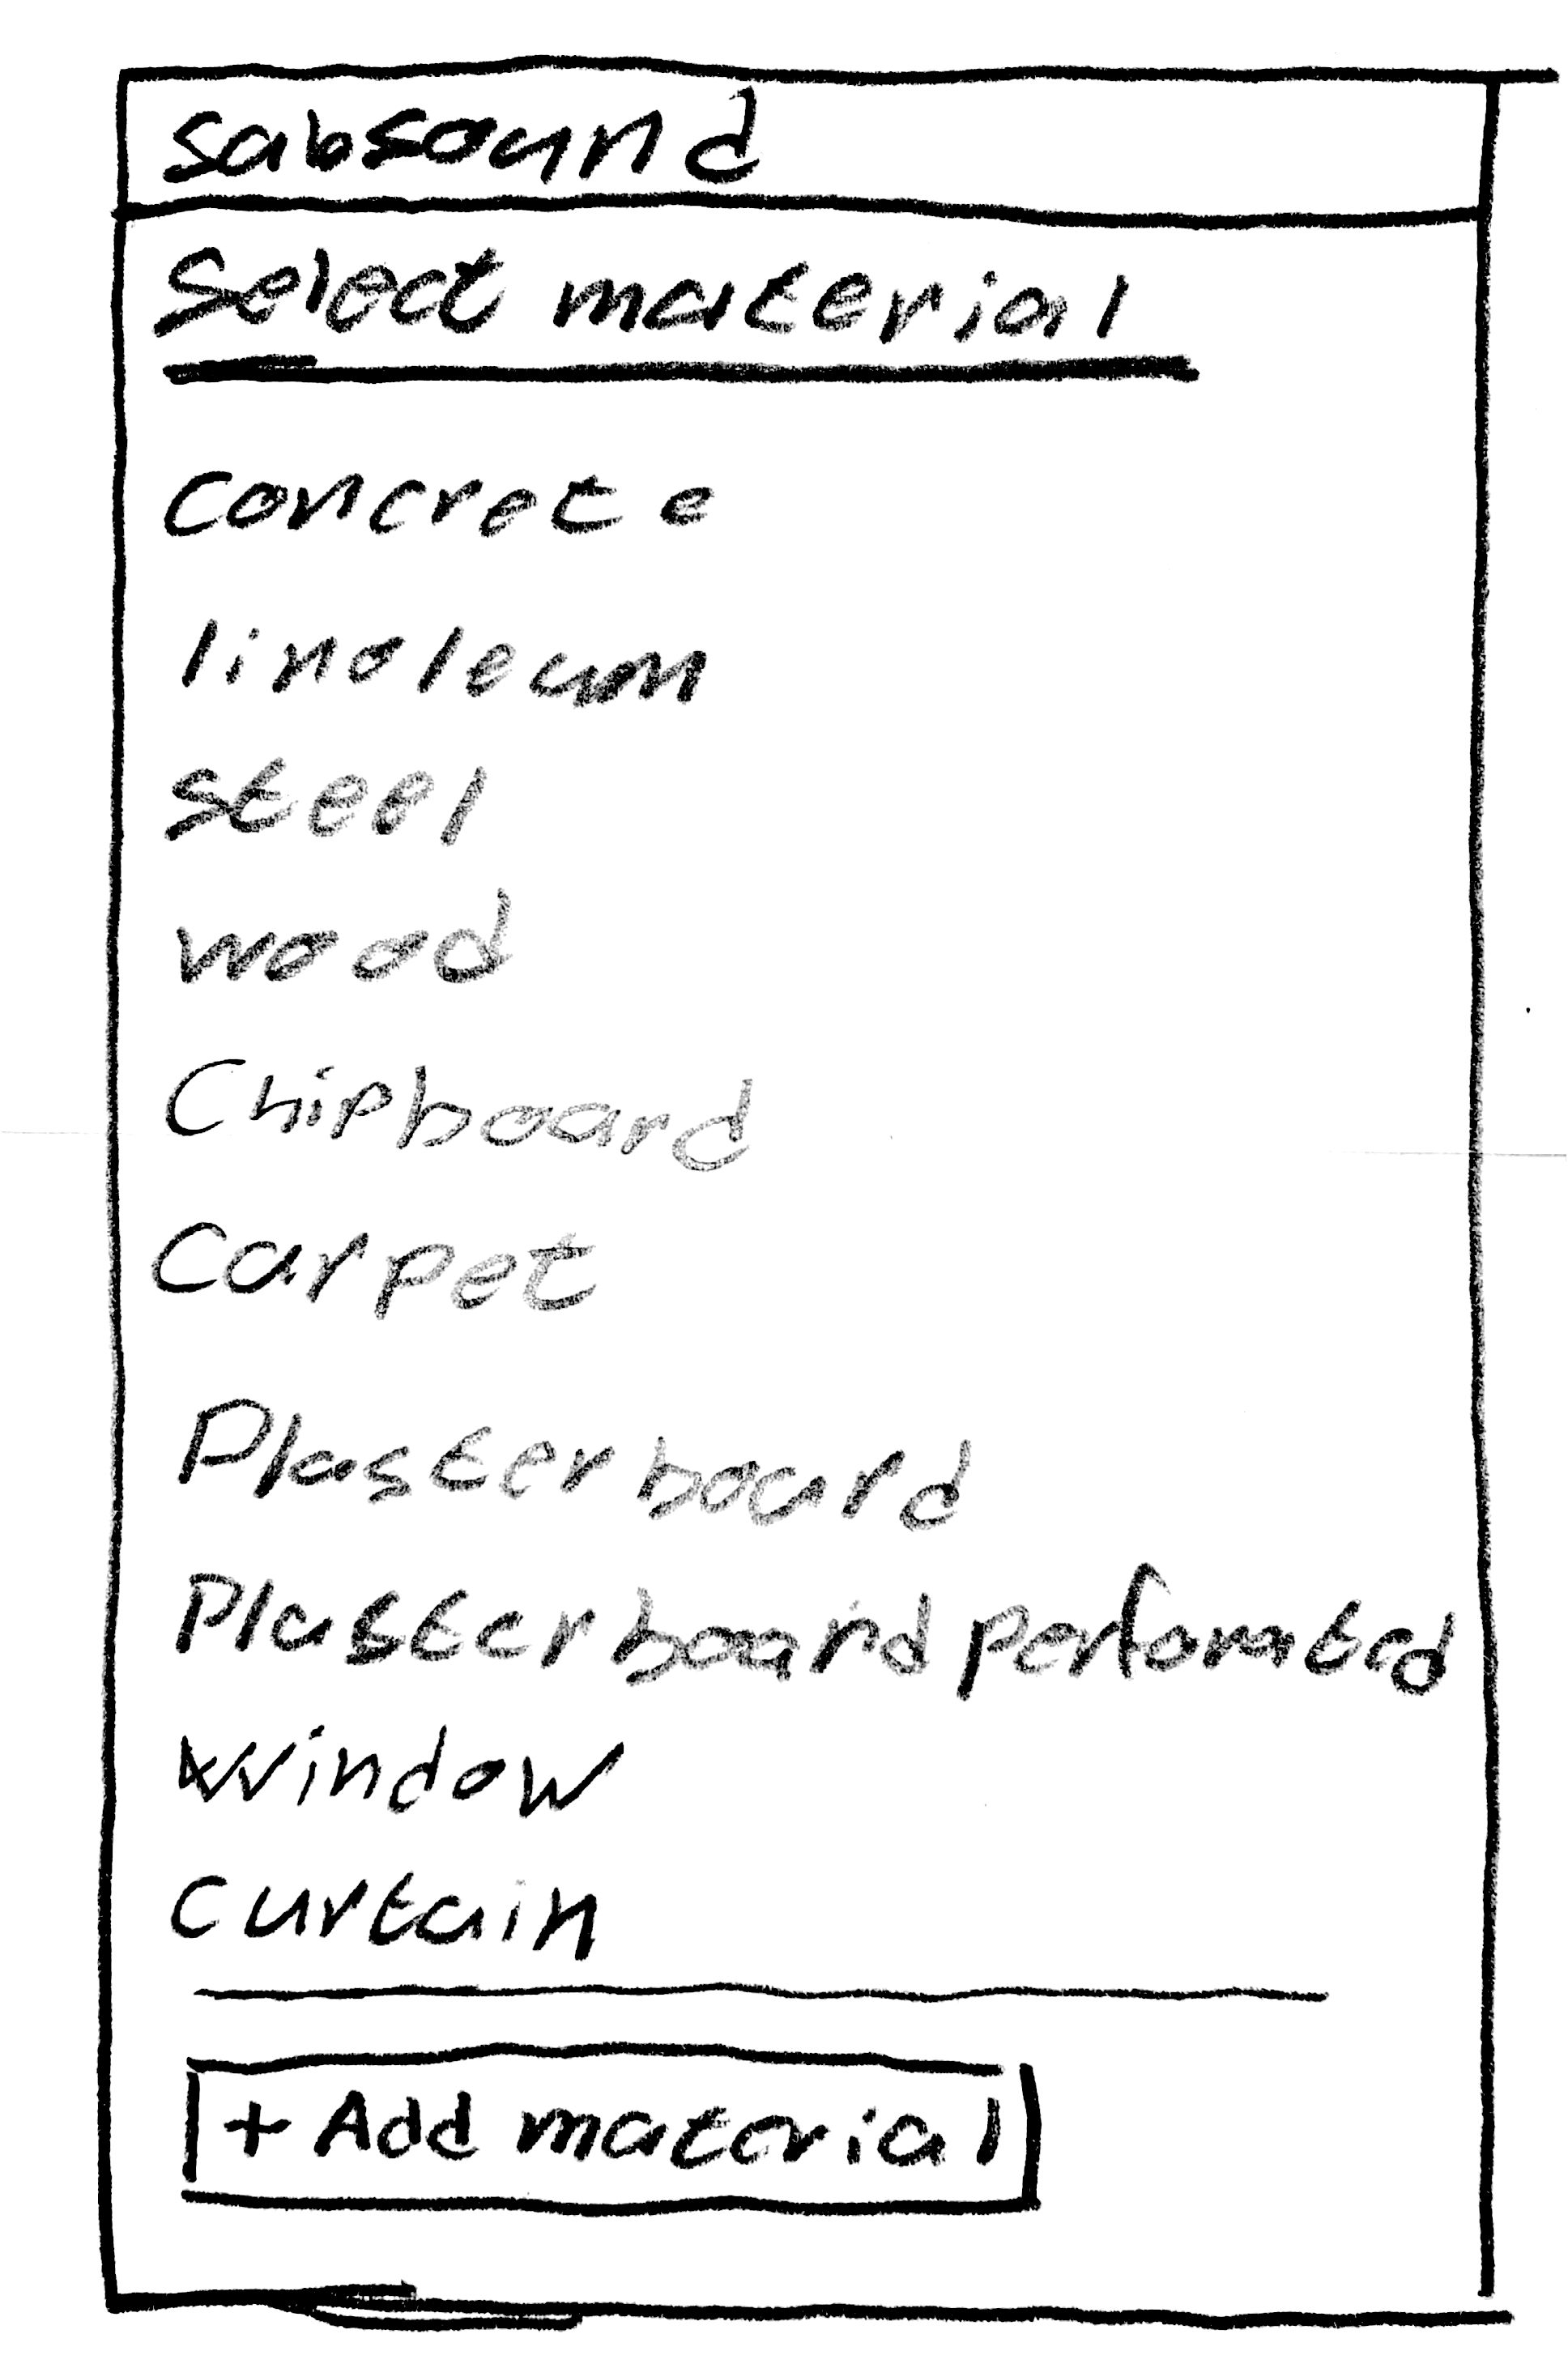 sabsound
Select material
concrete
linoleum
steel
wood
Chipboard
Carpet
Plasterboard
Plasterboard perforated
Window
Curtain
+ Add material